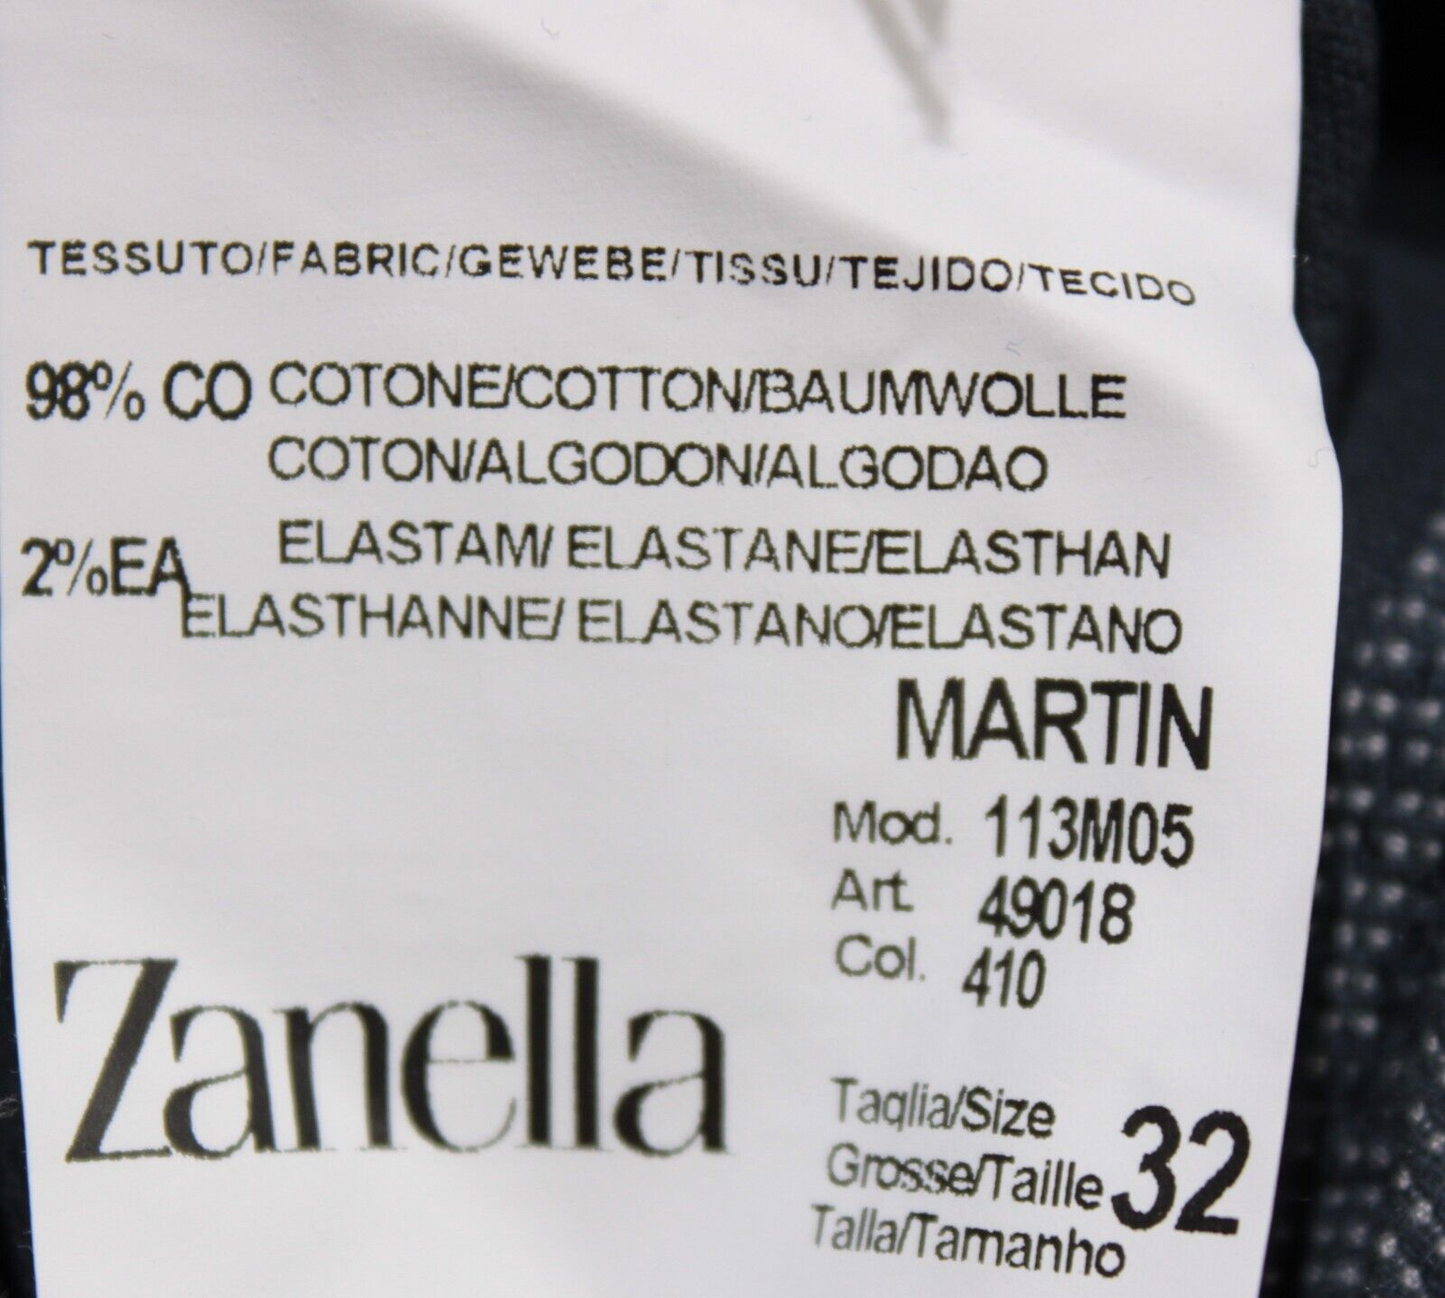 TESSUTO/FABRIC/GEWEBE/TISSU/TEJIDO/TECIDO
98% CO COTONE/COTTON/BAUMWOLLE
COTON/ALGODON/ALGODAO
2%EA ELASTAM/ ELASTANE/ELASTHAN
ELASTHANNE/ ELASTANO/ELASTANO
MARTIN
Mod. 113M05
Art. 49018
Col. 410
Zanella
Taglia/Size
Grosse/Taille 32
Talla/Tamanho